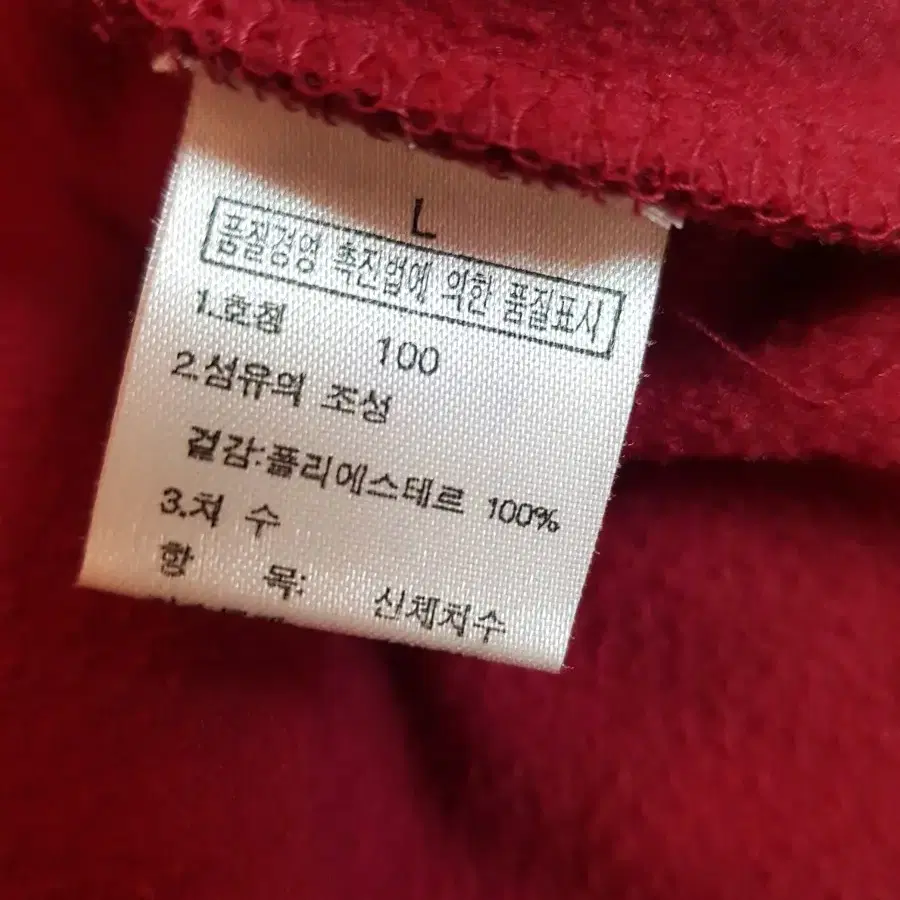 L
품질경영 촉진법에 의한 품질표시
1.호칭 100
2.섬유의 조성
겉감:폴리에스테르 100%
3.치 수
항 목: 신체치수